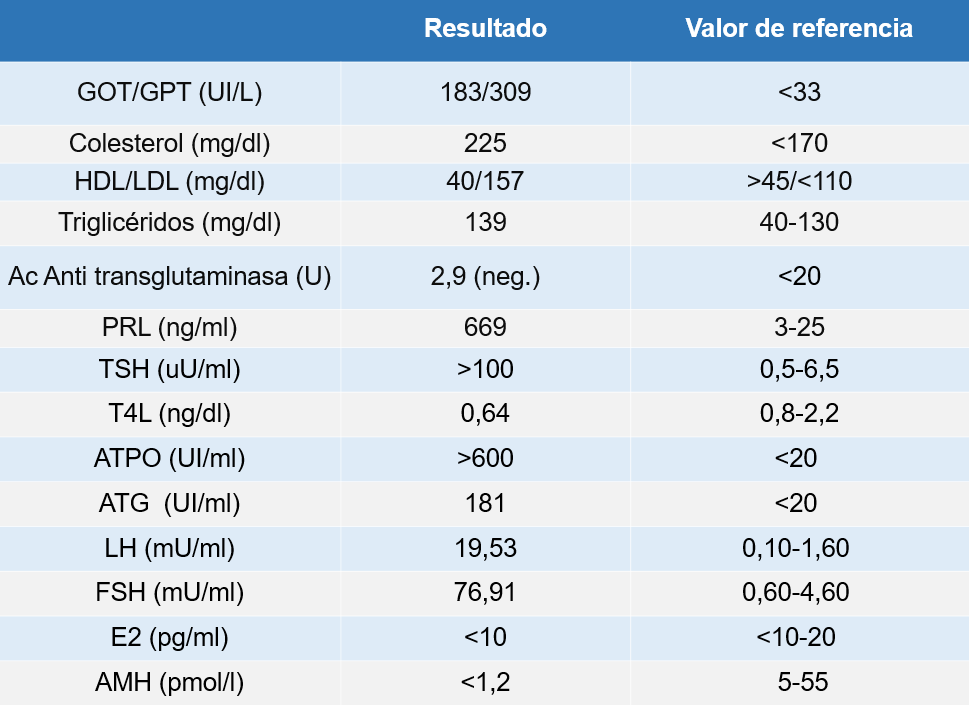 Resultado Valor de referencia
GOT/GPT (UI/L) 183/309 <33
Colesterol (mg/dl) 225 <170
HDL/LDL (mg/dl) 40/157 >45/<110
Triglicéridos (mg/dl) 139 40-130
Ac Anti transglutaminasa (U) 2,9 (neg.) <20
PRL (ng/ml) 669 3-25
TSH (uU/ml) >100 0,5-6,5
T4L (ng/dl) 0,64 0,8-2,2
ATPO (UI/ml) >600 <20
ATG (UI/ml) 181 <20
LH (mU/ml) 19,53 0,10-1,60
FSH (mU/ml) 76,91 0,60-4,60
E2 (pg/ml) <10 <10-20
AMH (pmol/l) <1,2 5-55